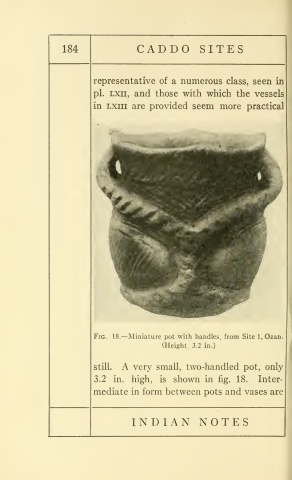 184
CADDO SITES
representative of a numerous class, seen in
pl. LXII, and those with which the vessels
in LXIII are provided seem more practical
FIG. 18.—Miniature pot with handles, from Site 1, Ozan.
(Height, 3.2 in.)
still. A very small, two-handled pot, only
3.2 in. high, is shown in fig. 18. Inter-
mediate in form between pots and vases are
INDIAN NOTES